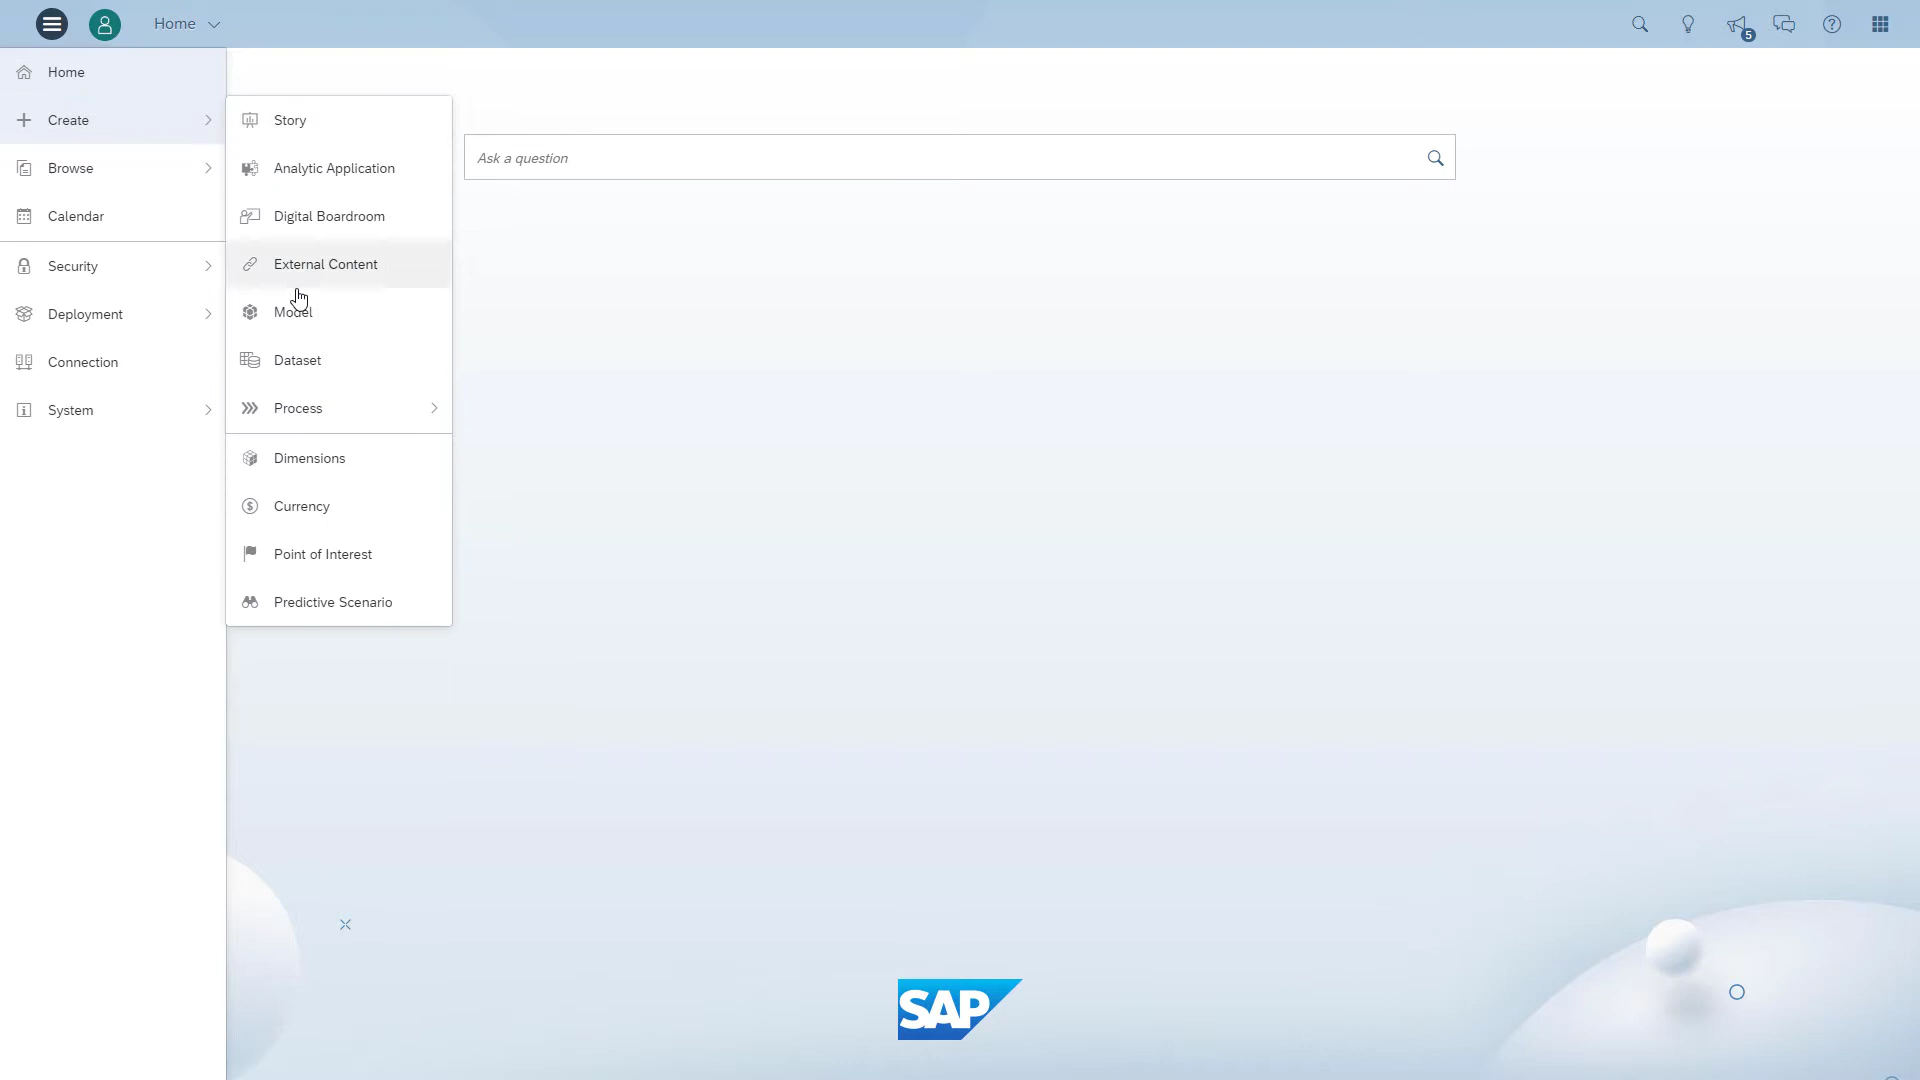 Home
5
Home
Create
Browse
Calendar
Security
Deployment
Connection
System
Story
Analytic Application
Digital Boardroom
External Content
Model
Dataset
Process
Dimensions
Currency
Point of Interest
Predictive Scenario
Ask a question
SAP